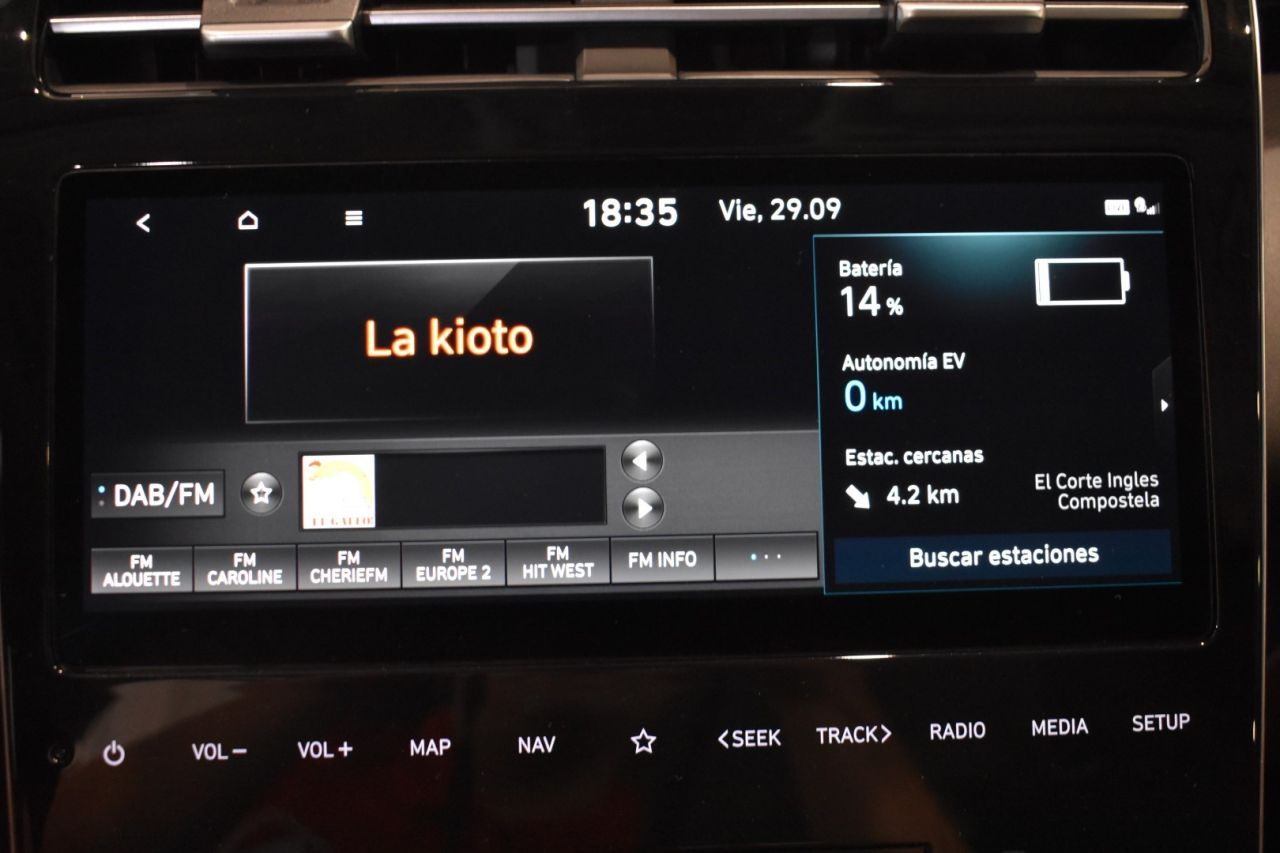 18:35 Vie, 29.09
La kioto
Batería
14 %
Autonomía EV
0 km
Estac. cercanas
4.2 km
El Corte Ingles
Compostela
Buscar estaciones
DAB/FM
EL GALLO
FM
ALOUETTE
FM
CAROLINE
FM
CHERIEFM
FM
EUROPE 2
FM
HIT WEST
FM INFO
VOL−
VOL+
MAP
NAV
<SEEK
TRACK>
RADIO
MEDIA
SETUP